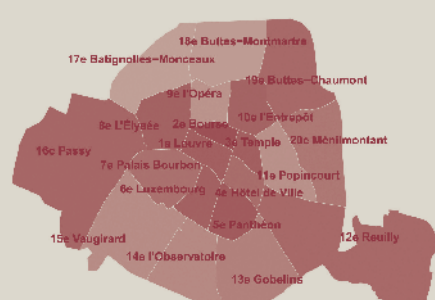 18e Buttes-Montmartre
17e Batignolles-Monceaux
19e Buttes-Chaumont
9e l'Opéra
10e l'Entrepôt
8e L'Élysée
2e Bourse
1e Louvre
3e Temple
20e Ménilmontant
16e Passy
7e Palais Bourbon
11e Popincourt
6e Luxembourg
4e Hôtel de Ville
5e Panthéon
15e Vaugirard
12e Reuilly
14e l'Observatoire
13e Gobelins